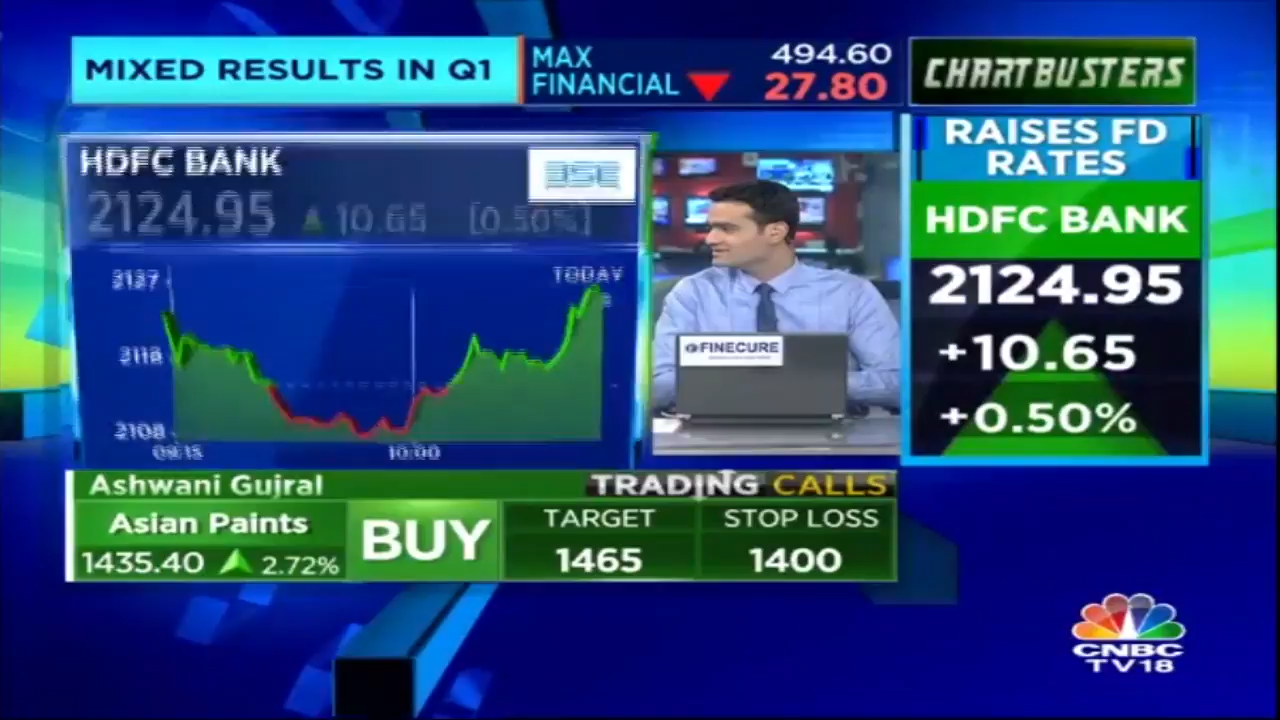 MIXED RESULTS IN Q1
MAX
FINANCIAL
494.60
27.80
CHARTBUSTERS
HDFC BANK
BSE
2124.95
10.65
[0.50%]
TODAY
2127
2118
2108
09:15
10:00
FINECURE
RAISES FD
RATES
HDFC BANK
2124.95
+10.65
+0.50%
Ashwani Gujral
TRADING CALLS
Asian Paints
1435.40
2.72%
BUY
TARGET
1465
STOP LOSS
1400
CNBC
TV18